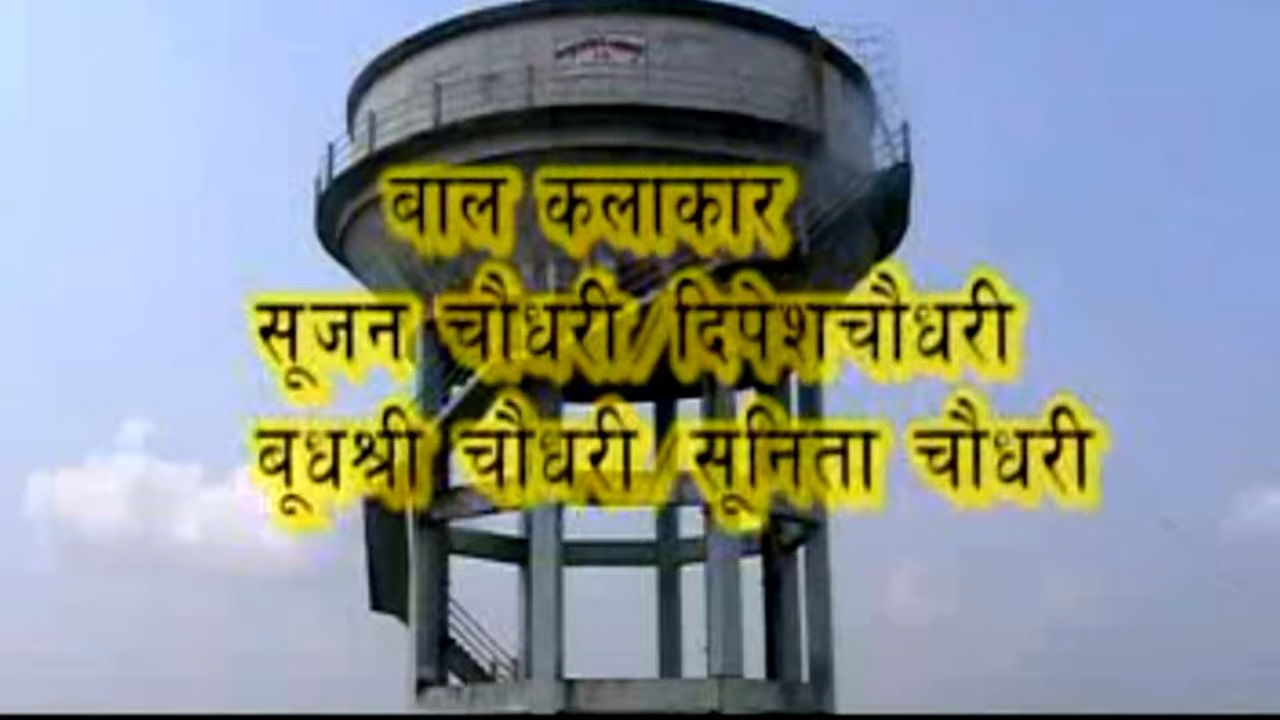 बाल कलाकार
सूजन चौधरी/दिपेशचौधरी
बूधश्री चौधरी/सूनिता चौधरी